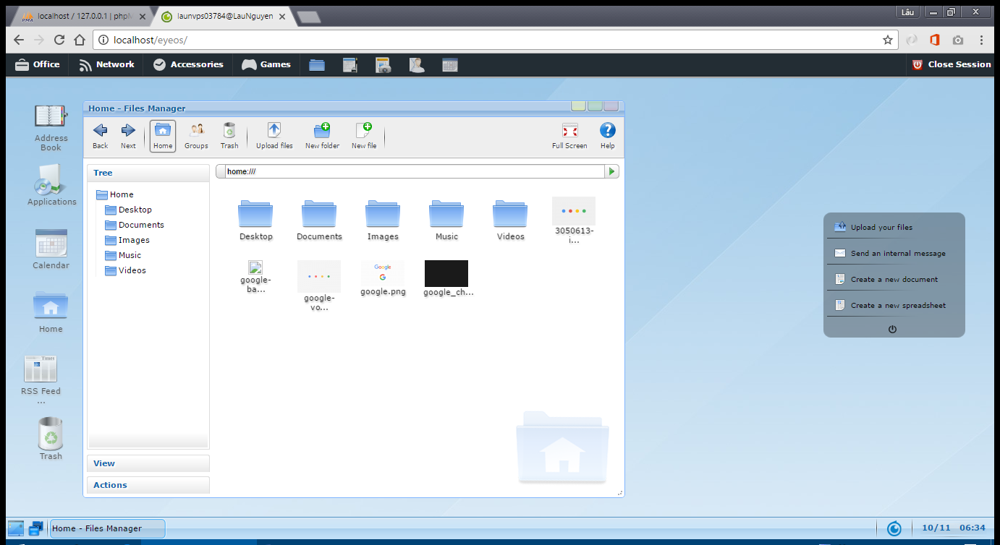 localhost / 127.0.0.1 | phpM
launvps03784@LauNguyen
Lâu
localhost/eyeos/
Office
Network
Accessories
Games
Close Session
Address
Book
Applications
Calendar
Home
RSS Feed
...
Trash
Home - Files Manager
Back
Next
Home
Groups
Trash
Upload files
New folder
New file
Full Screen
Help
Tree
Home
Desktop
Documents
Images
Music
Videos
View
Actions
home:///
Desktop
Documents
Images
Music
Videos
3050613-
i...
google-
ba...
google-
vo...
Google
G
google.png
google_ch...
Upload your files
Send an internal message
Create a new document
Create a new spreadsheet
Home - Files Manager
10/11 06:34